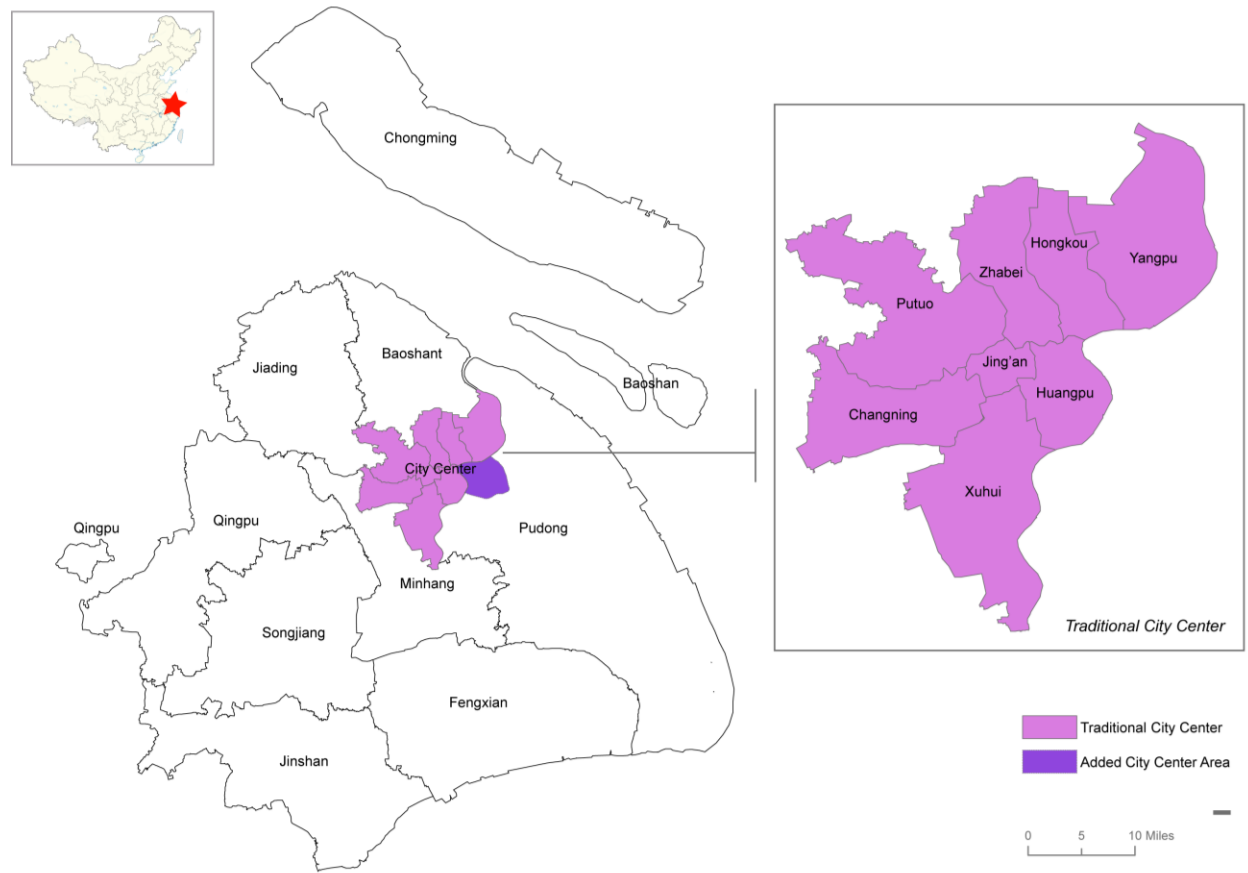 Chongming
Baoshant
Jiading
Baoshan
City Center
Qingpu
Qingpu
Pudong
Minhang
Songjiang
Fengxian
Jinshan
Yangpu
Hongkou
Zhabei
Putuo
Jing'an
Huangpu
Changning
Xuhui
Traditional City Center
Traditional City Center
Added City Center Area
0 5 10 Miles